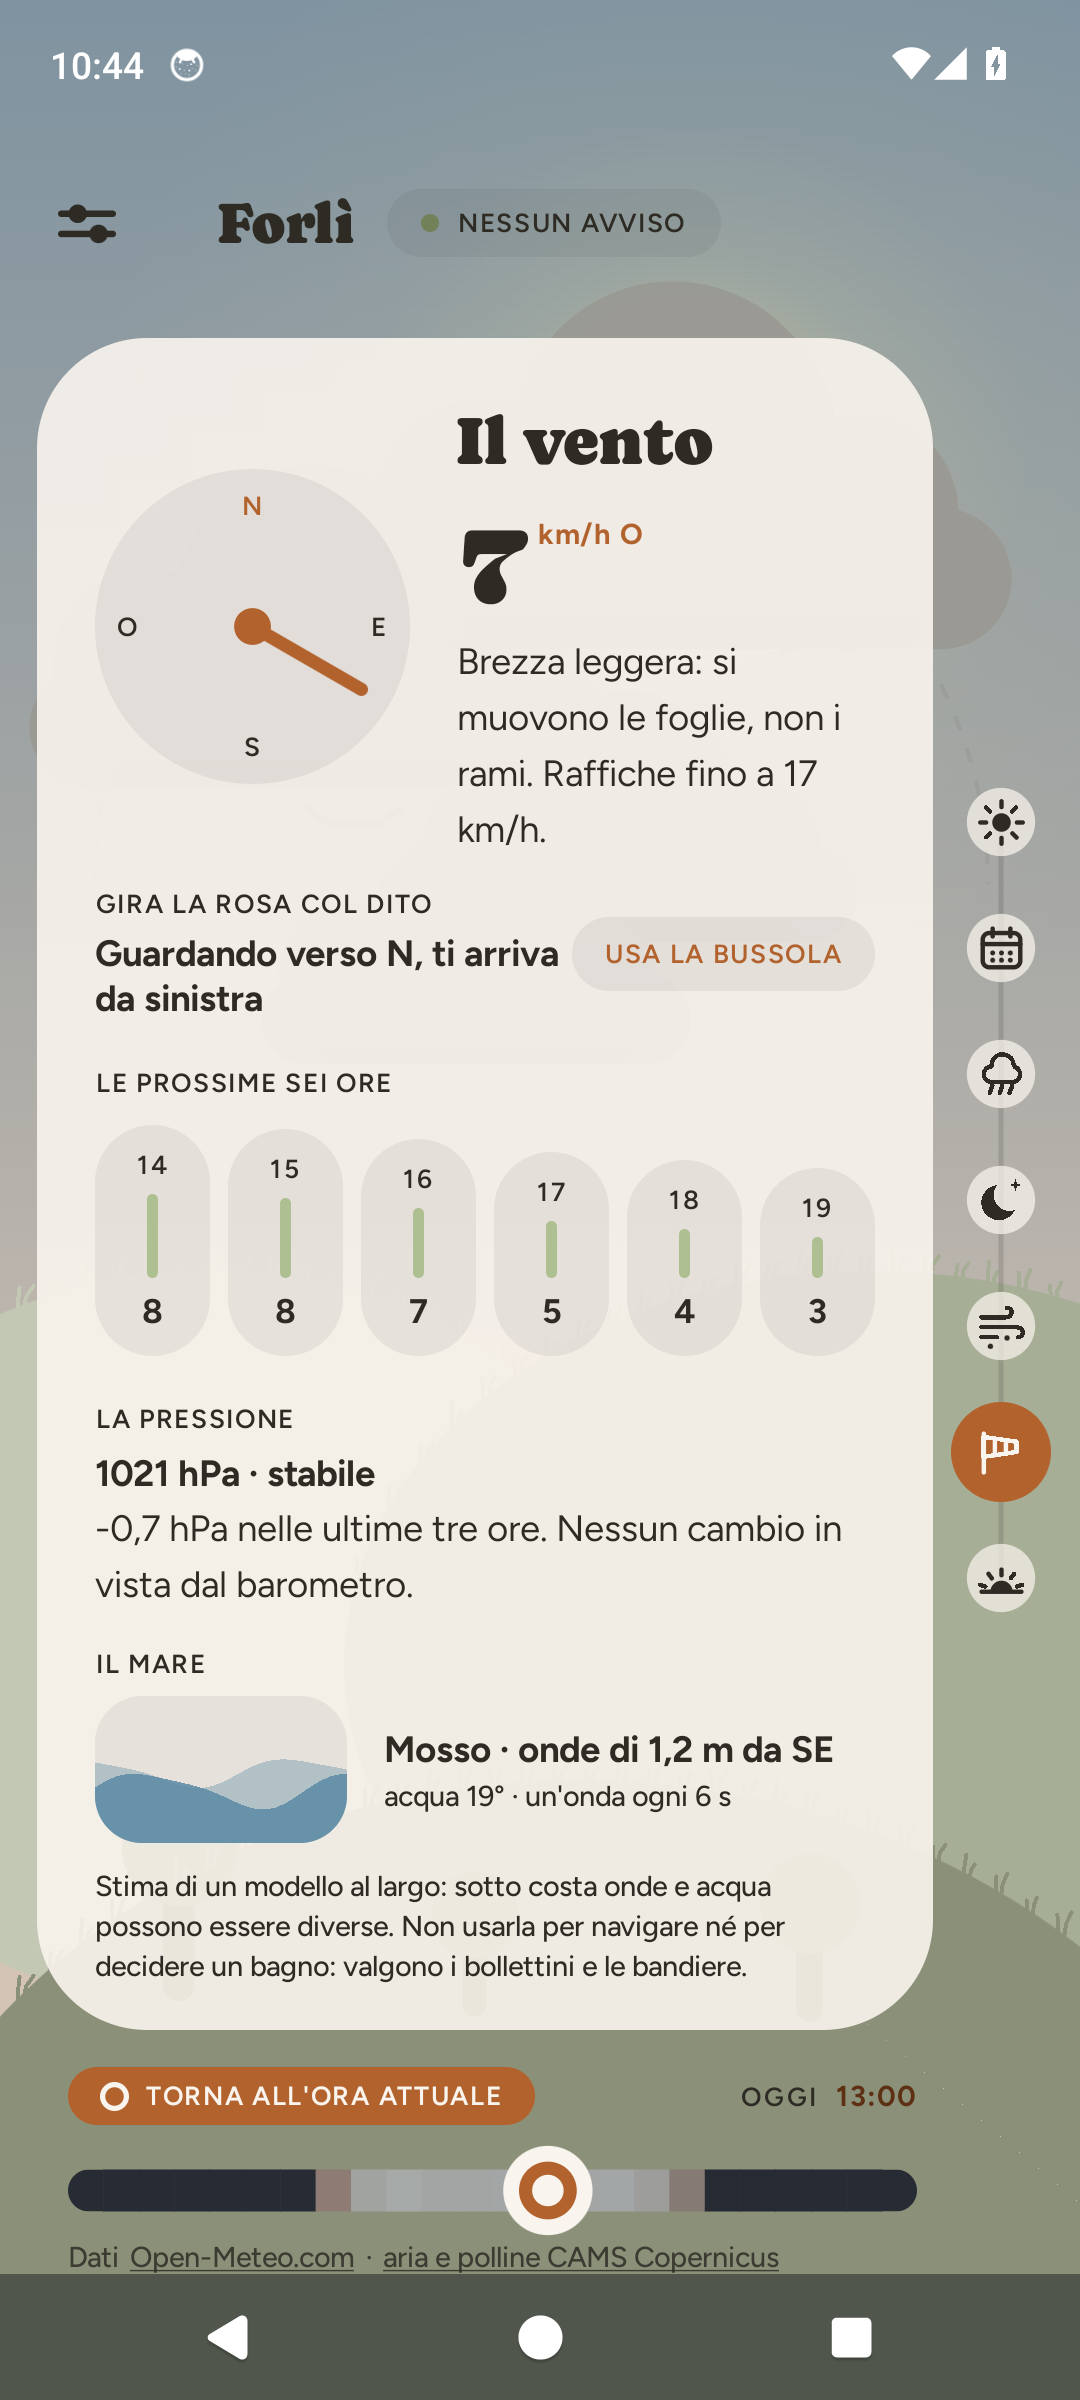 10:44
Forlì
NESSUN AVVISO
Il vento
7 km/h O
N
O
E
S
Brezza leggera: si
muovono le foglie, non i
rami. Raffiche fino a 17
km/h.
GIRA LA ROSA COL DITO
Guardando verso N, ti arriva
da sinistra
USA LA BUSSOLA
LE PROSSIME SEI ORE
14 15 16 17 18 19
8 8 7 5 4 3
LA PRESSIONE
1021 hPa · stabile
-0,7 hPa nelle ultime tre ore. Nessun cambio in
vista dal barometro.
IL MARE
Mosso · onde di 1,2 m da SE
acqua 19° · un'onda ogni 6 s
Stima di un modello al largo: sotto costa onde e acqua
possono essere diverse. Non usarla per navigare né per
decidere un bagno: valgono i bollettini e le bandiere.
TORNA ALL'ORA ATTUALE
OGGI 13:00
Dati Open-Meteo.com · aria e polline CAMS Copernicus